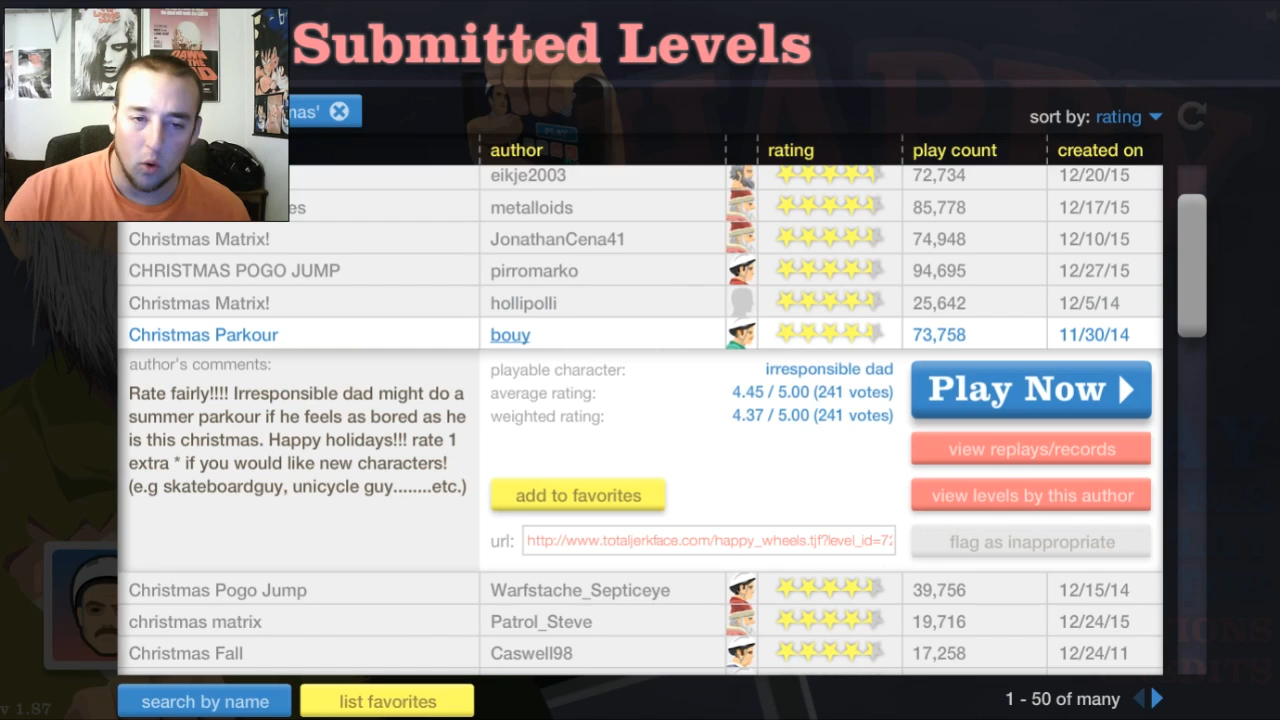 Submitted Levels
nas'
sort by: rating
author rating play count created on
eikje2003 72,734 12/20/15
es metalloids 85,778 12/17/15
Christmas Matrix! JonathanCena41 74,948 12/10/15
CHRISTMAS POGO JUMP pirromarko 94,695 12/27/15
Christmas Matrix! hollipolli 25,642 12/5/14
Christmas Parkour bouy 73,758 11/30/14
author's comments:
Rate fairly!!!! Irresponsible dad might do a
summer parkour if he feels as bored as he
is this christmas. Happy holidays!!! rate 1
extra * if you would like new characters!
(e.g skateboardguy, unicycle guy........etc.)
playable character: irresponsible dad
average rating: 4.45 / 5.00 (241 votes)
weighted rating: 4.37 / 5.00 (241 votes)
add to favorites
url: http://www.totaljerkface.com/happy_wheels.tjf?level_id=72
Play Now
view replays/records
view levels by this author
flag as inappropriate
Christmas Pogo Jump Warfstache_Septiceye 39,756 12/15/14
christmas matrix Patrol_Steve 19,716 12/24/15
Christmas Fall Caswell98 17,258 12/24/11
search by name
list favorites
1 - 50 of many
v 1.87